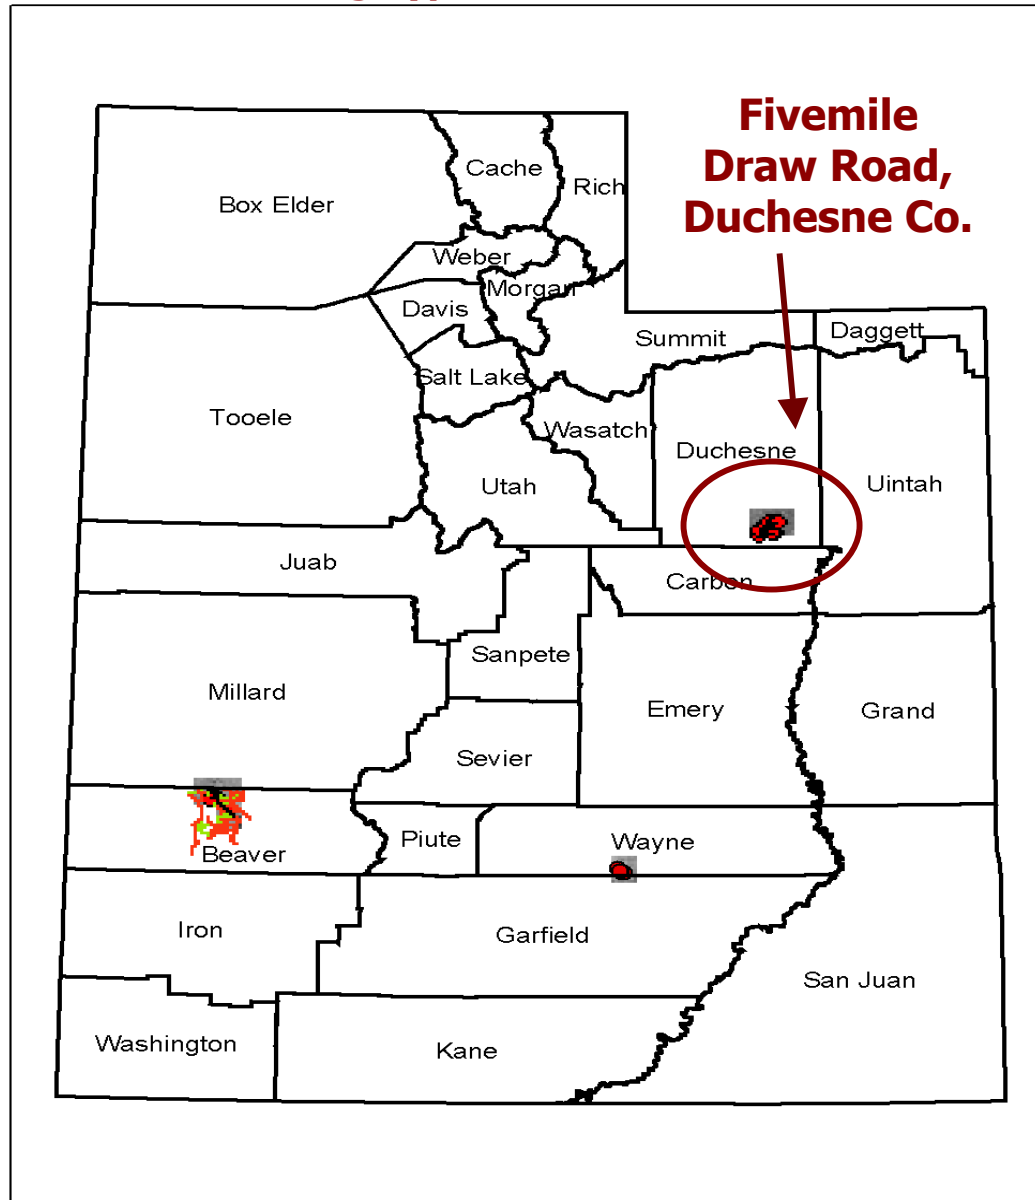 Fivemile
Draw Road,
Duchesne Co.
Cache
Rich
Box Elder
Weber
Morgan
Davis
Summit
Daggett
Salt Lake
Tooele
Wasatch
Duchesne
Utah
Uintah
Juab
Carbon
Sanpete
Millard
Emery
Grand
Sevier
Piute
Wayne
Beaver
Iron
Garfield
San Juan
Washington
Kane